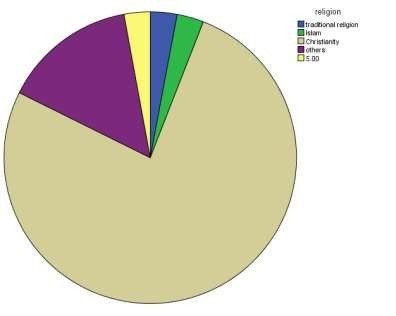 religion
traditional religion
Islam
Christianity
others
5.00